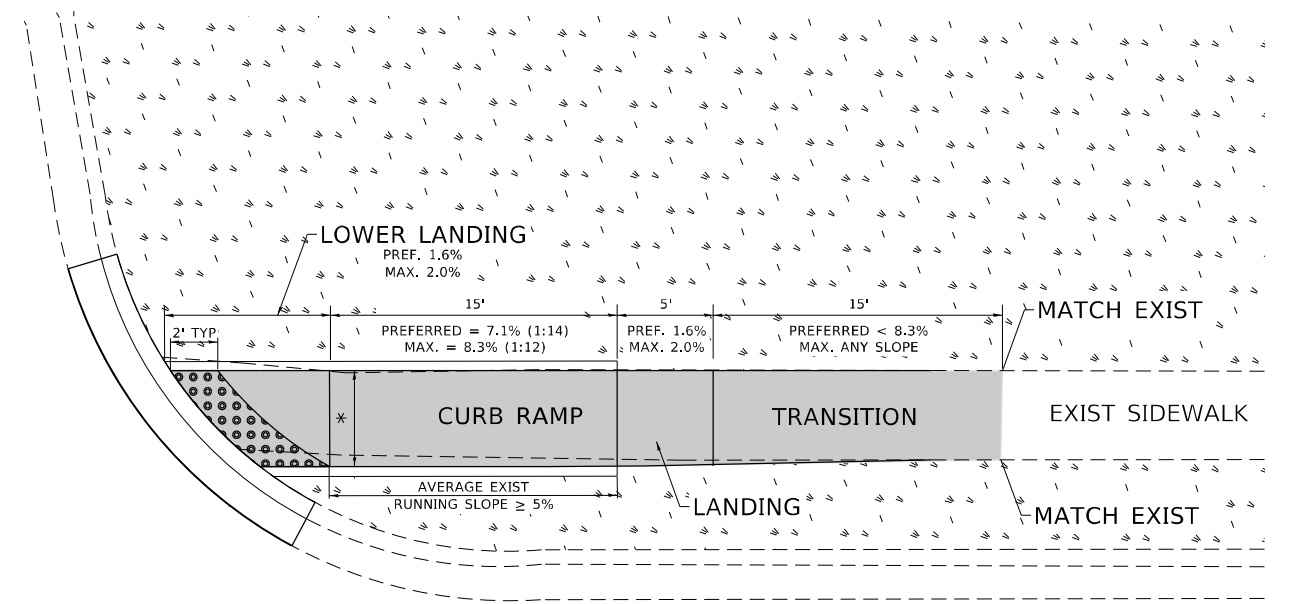 LOWER LANDING
PREF. 1.6%
MAX. 2.0%
15'
5'
15'
2' TYP
PREFERRED = 7.1% (1:14)
MAX. = 8.3% (1:12)
PREF. 1.6%
MAX. 2.0%
PREFERRED < 8.3%
MAX. ANY SLOPE
MATCH EXIST
*
CURB RAMP
TRANSITION
EXIST SIDEWALK
AVERAGE EXIST
RUNNING SLOPE ≥ 5%
LANDING
MATCH EXIST